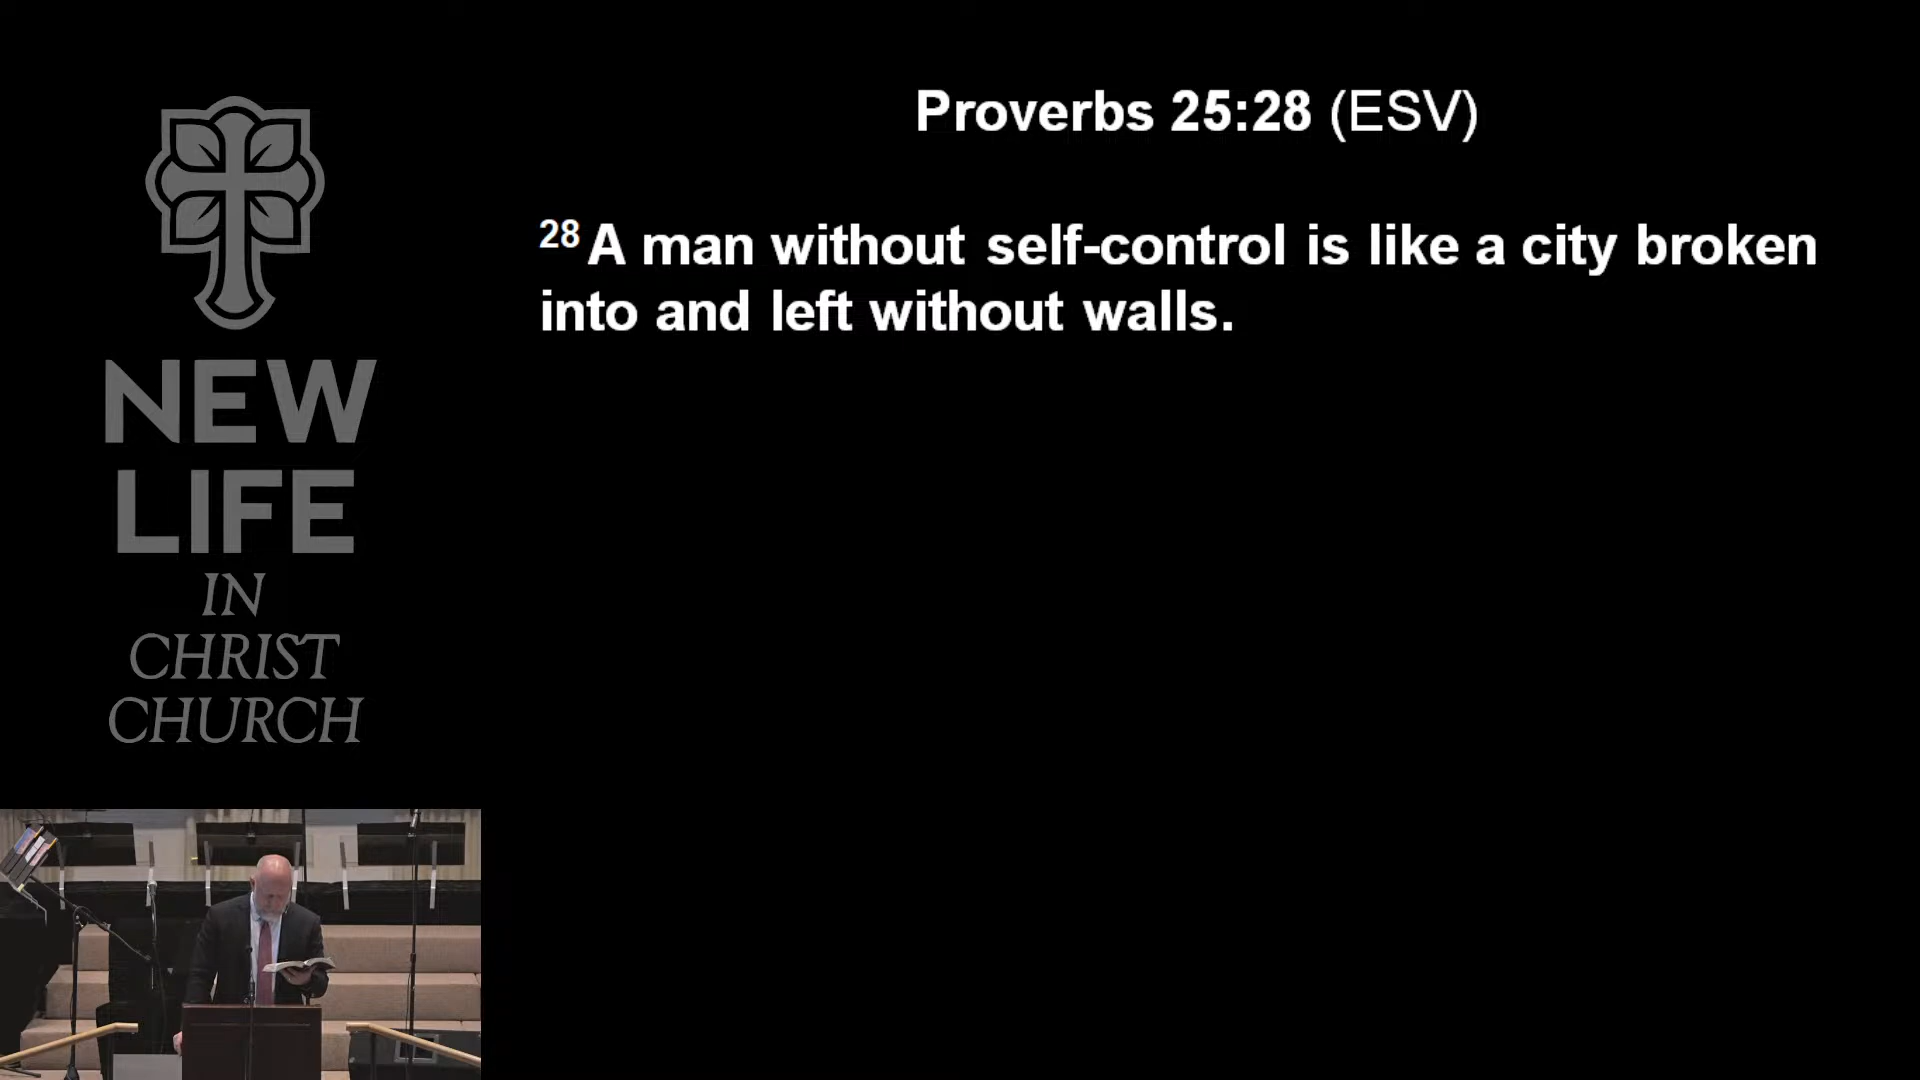 Proverbs 25:28 (ESV)
28 A man without self-control is like a city broken
into and left without walls.
NEW
LIFE
IN
CHRIST
CHURCH